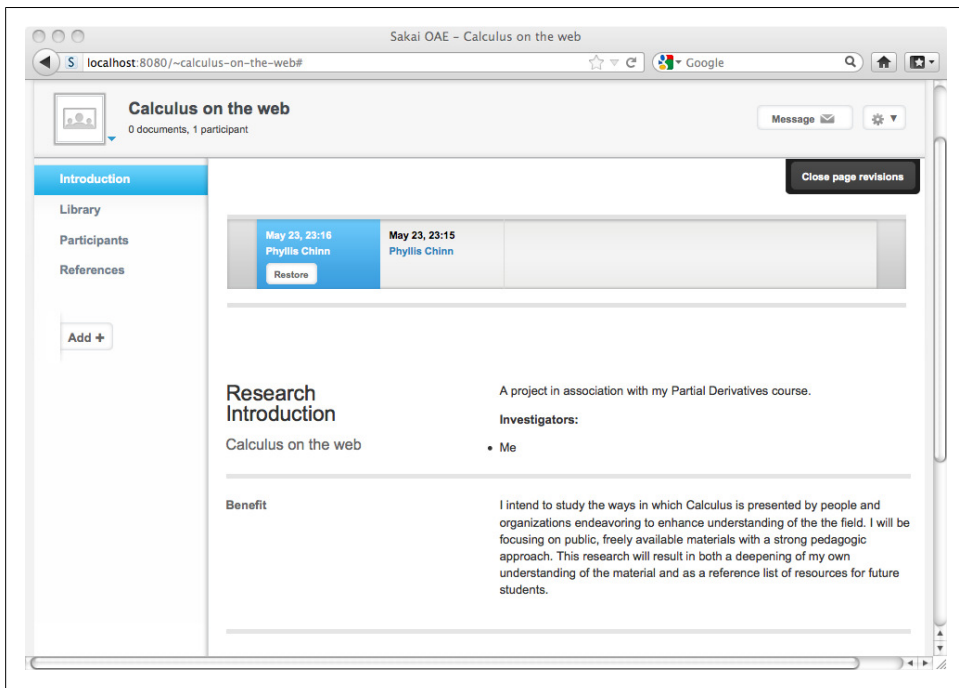 Sakai OAE – Calculus on the web
S localhost:8080/~calculus-on-the-web#
Google
Calculus on the web
0 documents, 1 participant
Message
Introduction
Close page revisions
Library
Participants
References
Add +
May 23, 23:16
Phyllis Chinn
Restore
May 23, 23:15
Phyllis Chinn
Research
Introduction
Calculus on the web
A project in association with my Partial Derivatives course.
Investigators:
• Me
Benefit
I intend to study the ways in which Calculus is presented by people and
organizations endeavoring to enhance understanding of the the field. I will be
focusing on public, freely available materials with a strong pedagogic
approach. This research will result in both a deepening of my own
understanding of the material and as a reference list of resources for future
students.